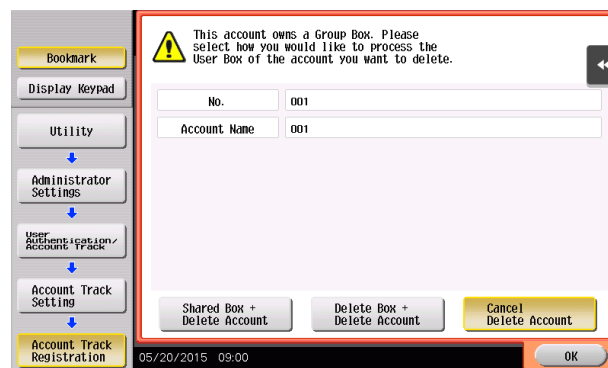 Bookmark
Display Keypad
Utility
Administrator
Settings
User
Authentication/
Account Track
Account Track
Setting
Account Track
Registration
This account owns a Group Box. Please
select how you would like to process the
User Box of the account you want to delete.
No. 001
Account Name 001
Shared Box +
Delete Account
Delete Box +
Delete Account
Cancel
Delete Account
05/20/2015 09:00
OK